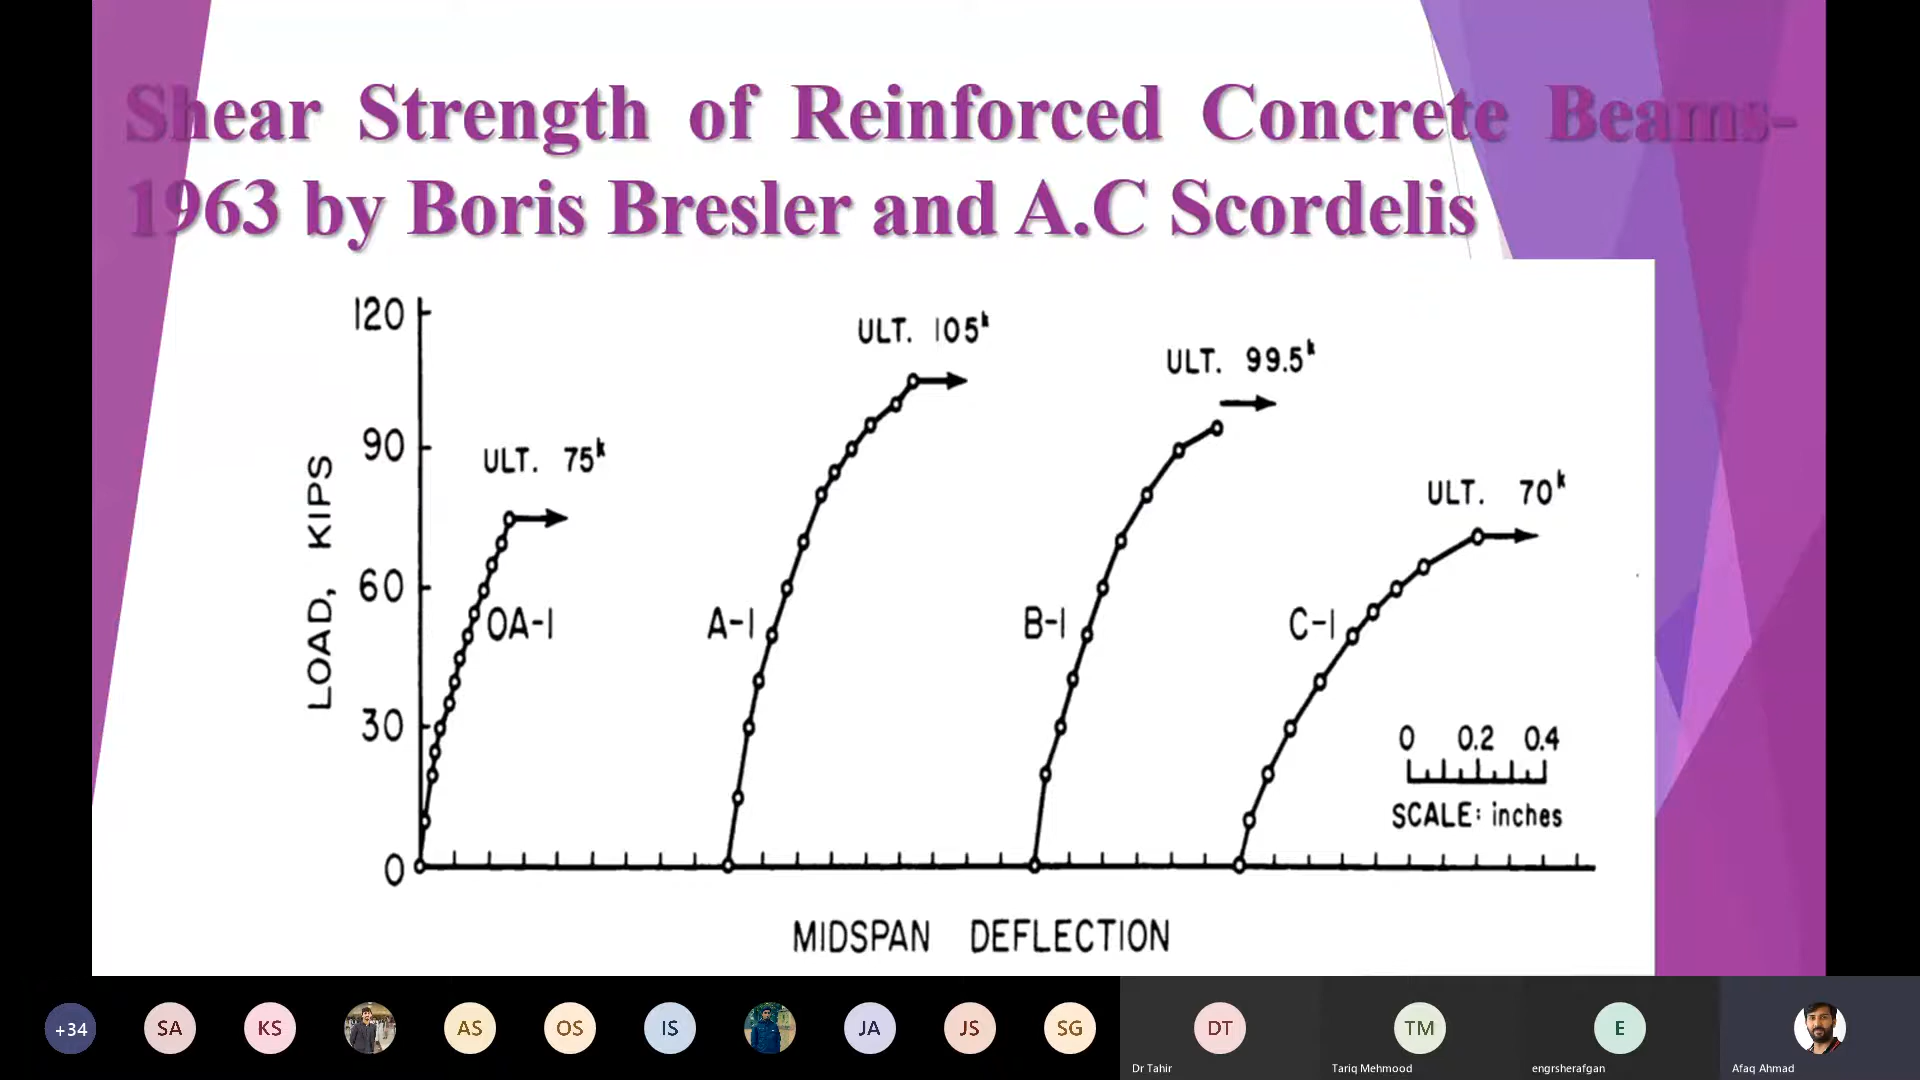 Shear Strength of Reinforced Concrete Beams-
1963 by Boris Bresler and A.C Scordelis
120
90
60
30
0
LOAD, KIPS
ULT. 75k
ULT. 105k
ULT. 99.5k
ULT. 70k
OA-1
A-1
B-1
C-1
0 0.2 0.4
SCALE: inches
MIDSPAN DEFLECTION
+34
SA
KS
AS
OS
IS
JA
JS
SG
DT
TM
E
Dr Tahir
Tariq Mehmood
engrsherafgan
Afaq Ahmad